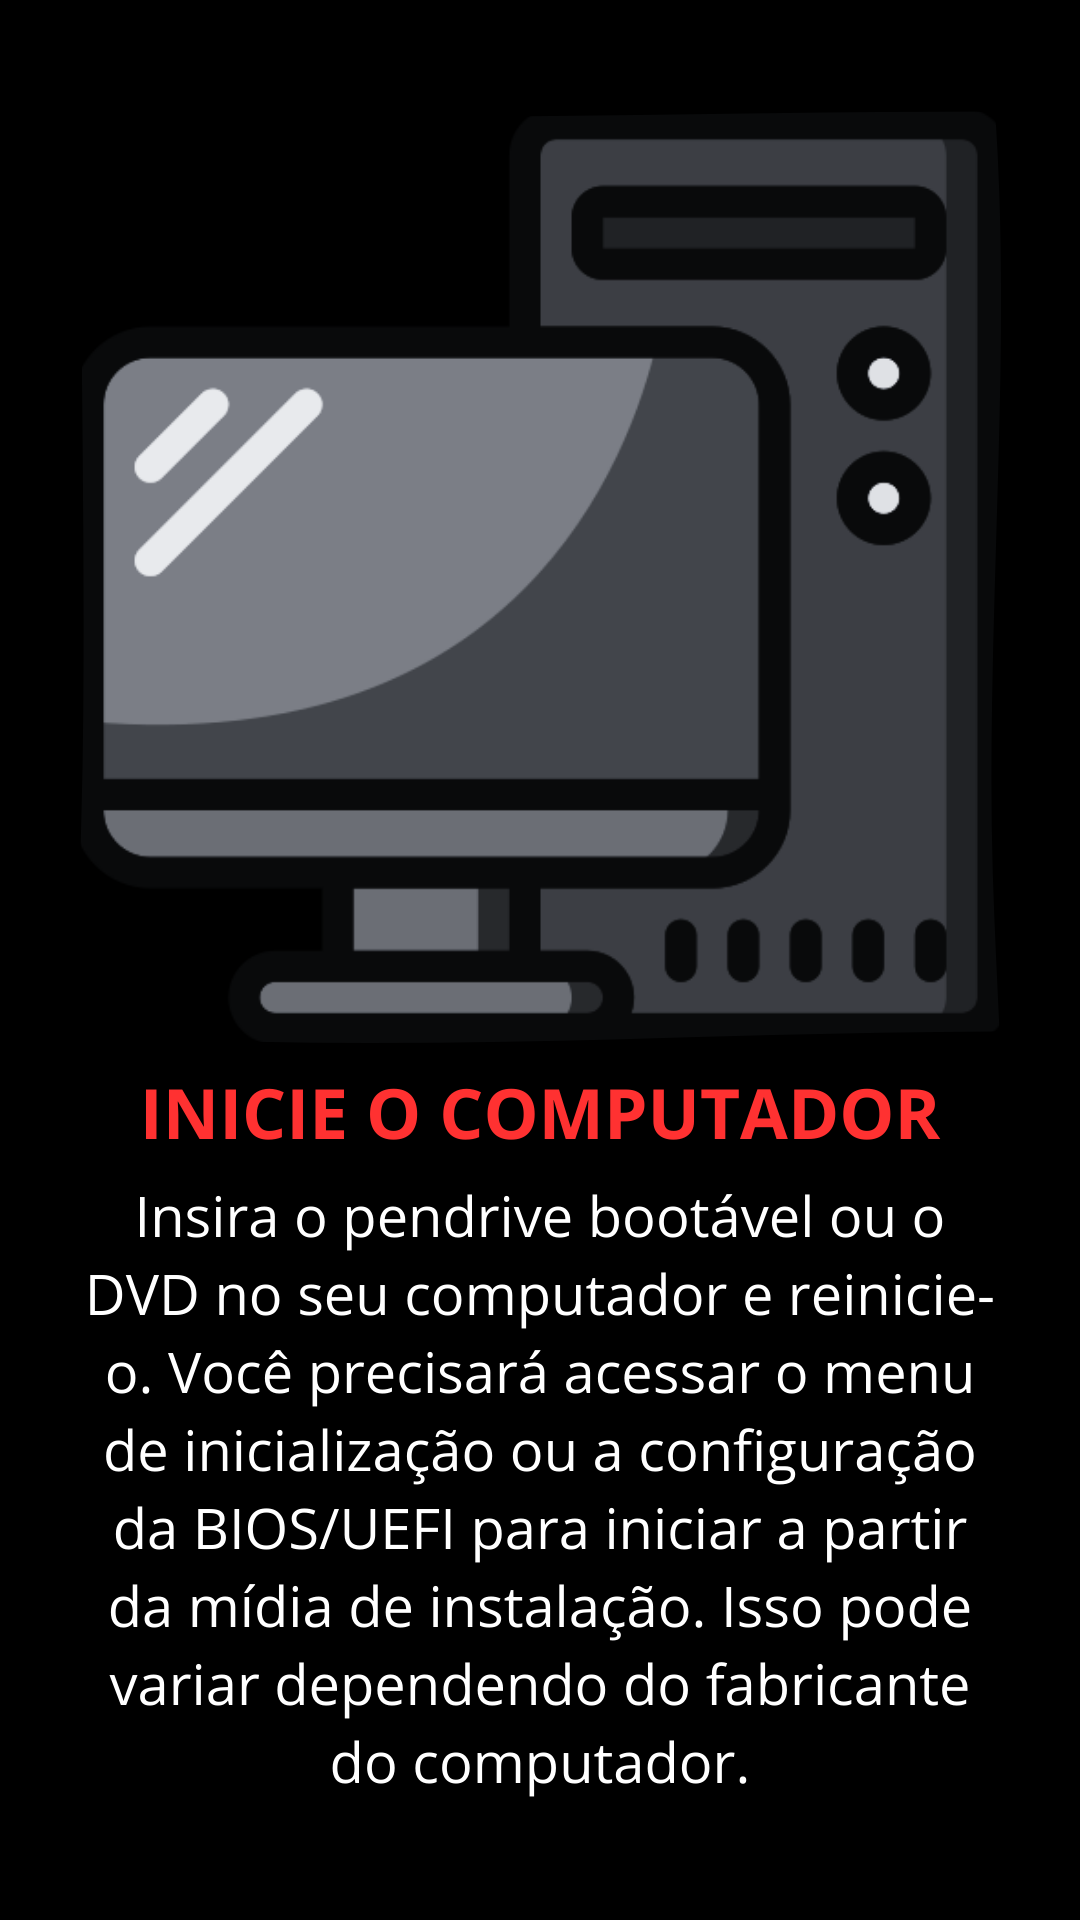 INICIE O COMPUTADOR
Insira o pendrive bootável ou o
DVD no seu computador e reinicie-
o. Você precisará acessar o menu
de inicialização ou a configuração
da BIOS/UEFI para iniciar a partir
da mídia de instalação. Isso pode
variar dependendo do fabricante
do computador.